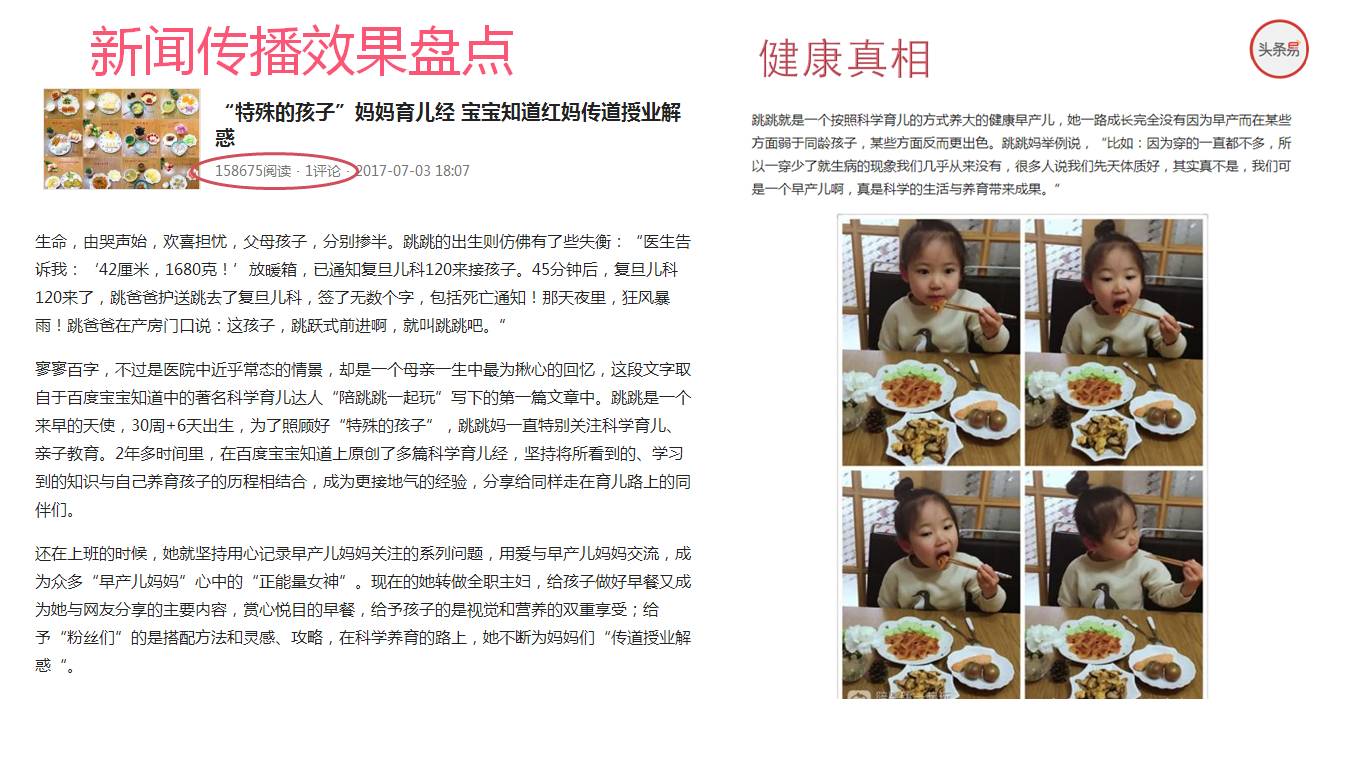 新闻传播效果盘点
“特殊的孩子”妈妈育儿经 宝宝知道红妈传道授业解
惑
158675阅读 · 1评论 · 2017-07-03 18:07
生命，由哭声始，欢喜担忧，父母孩子，分别掺半。跳跳的出生则仿佛有了些失衡：“医生告
诉我：‘42厘米，1680克！’放暖箱，已通知复旦儿科120来接孩子。45分钟后，复旦儿科
120来了，跳爸爸护送跳去了复旦儿科，签了无数个字，包括死亡通知！那天夜里，狂风暴
雨！跳爸爸在产房门口说：这孩子，跳跃式前进啊，就叫跳跳吧。“
寥寥百字，不过是医院中近乎常态的情景，却是一个母亲一生中最为揪心的回忆，这段文字取
自于百度宝宝知道中的著名科学育儿达人“陪跳跳一起玩”写下的第一篇文章中。跳跳是一个
来早的天使，30周+6天出生，为了照顾好“特殊的孩子”，跳跳妈一直特别关注科学育儿、
亲子教育。2年多时间里，在百度宝宝知道上原创了多篇科学育儿经，坚持将所看到的、学习
到的知识与自己养育孩子的历程相结合，成为更接地气的经验，分享给同样走在育儿路上的同
伴们。
还在上班的时候，她就坚持用心记录早产儿妈妈关注的系列问题，用爱与早产儿妈妈交流，成
为众多“早产儿妈妈”心中的“正能量女神”。现在的她转做全职主妇，给孩子做好早餐又成
为她与网友分享的主要内容，赏心悦目的早餐，给予孩子的是视觉和营养的双重享受；给
予“粉丝们”的是搭配方法和灵感、攻略，在科学养育的路上，她不断为妈妈们“传道授业解
惑“。
健康真相
头条易
跳跳就是一个按照科学育儿的方式养大的健康早产儿，她一路成长完全没有因为早产而在某些
方面弱于同龄孩子，某些方面反而更出色。跳跳妈举例说，“比如：因为穿的一直都不多，所
以一穿少了就生病的现象我们几乎从来没有，很多人说我们先天体质好，其实真不是，我们可
是一个早产儿啊，真是科学的生活与养育带来成果。”